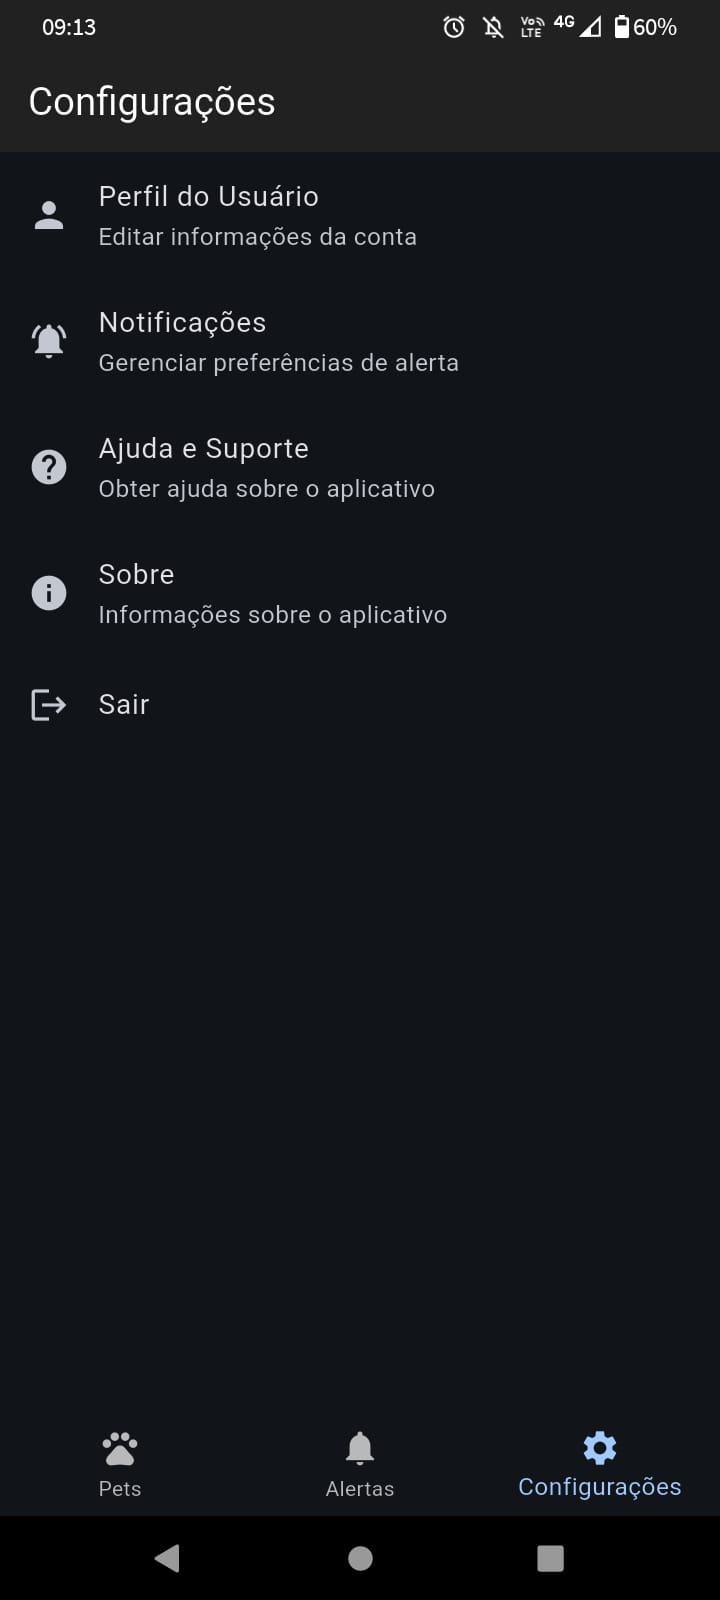 09:13
Vo
LTE
4G
60%
Configurações
Perfil do Usuário
Editar informações da conta
Notificações
Gerenciar preferências de alerta
Ajuda e Suporte
Obter ajuda sobre o aplicativo
Sobre
Informações sobre o aplicativo
Sair
Pets
Alertas
Configurações